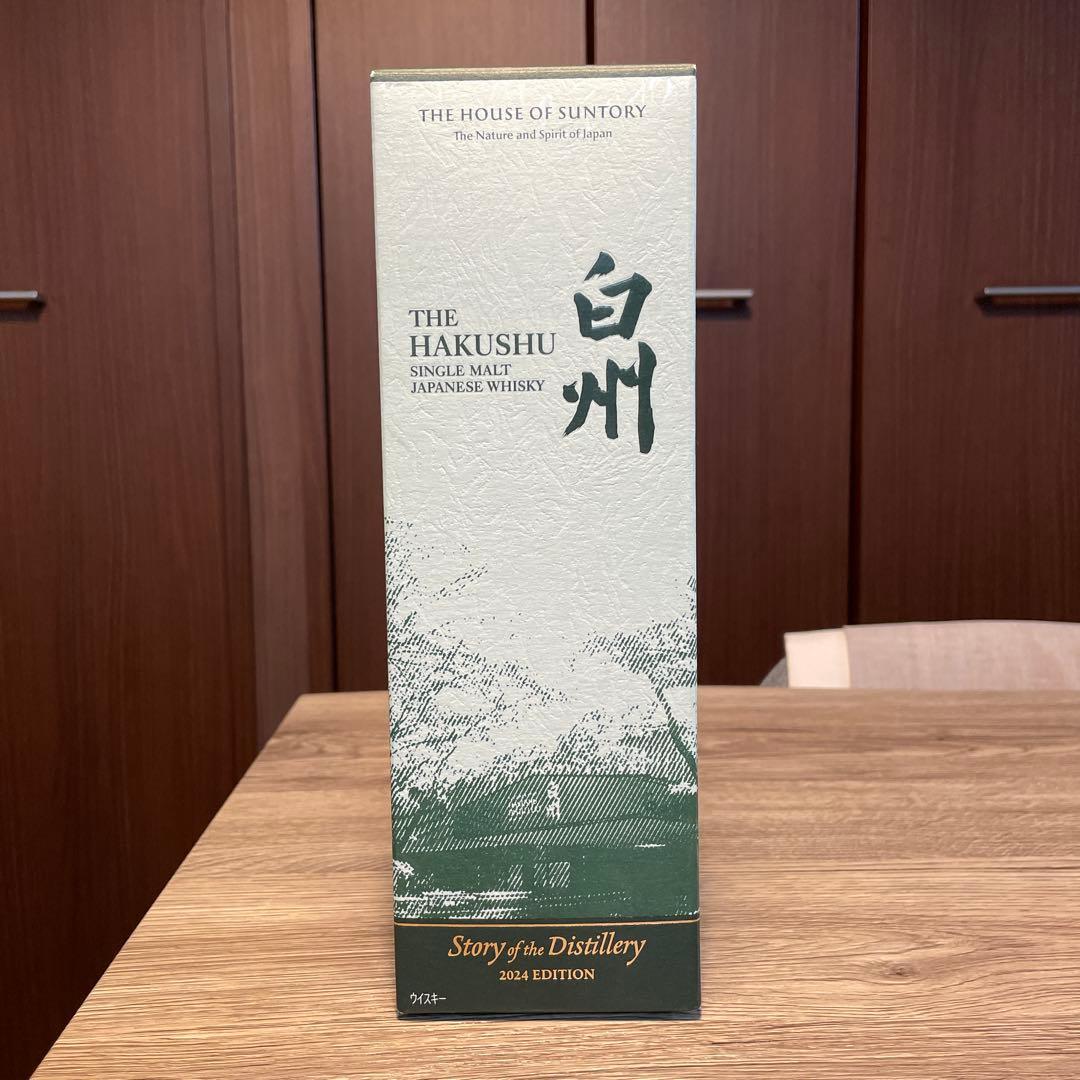 THE HOUSE OF SUNTORY
The Nature and Spirit of Japan
白州
THE
HAKUSHU
SINGLE MALT
JAPANESE WHISKY
Story of the Distillery
2024 EDITION
ウイスキー